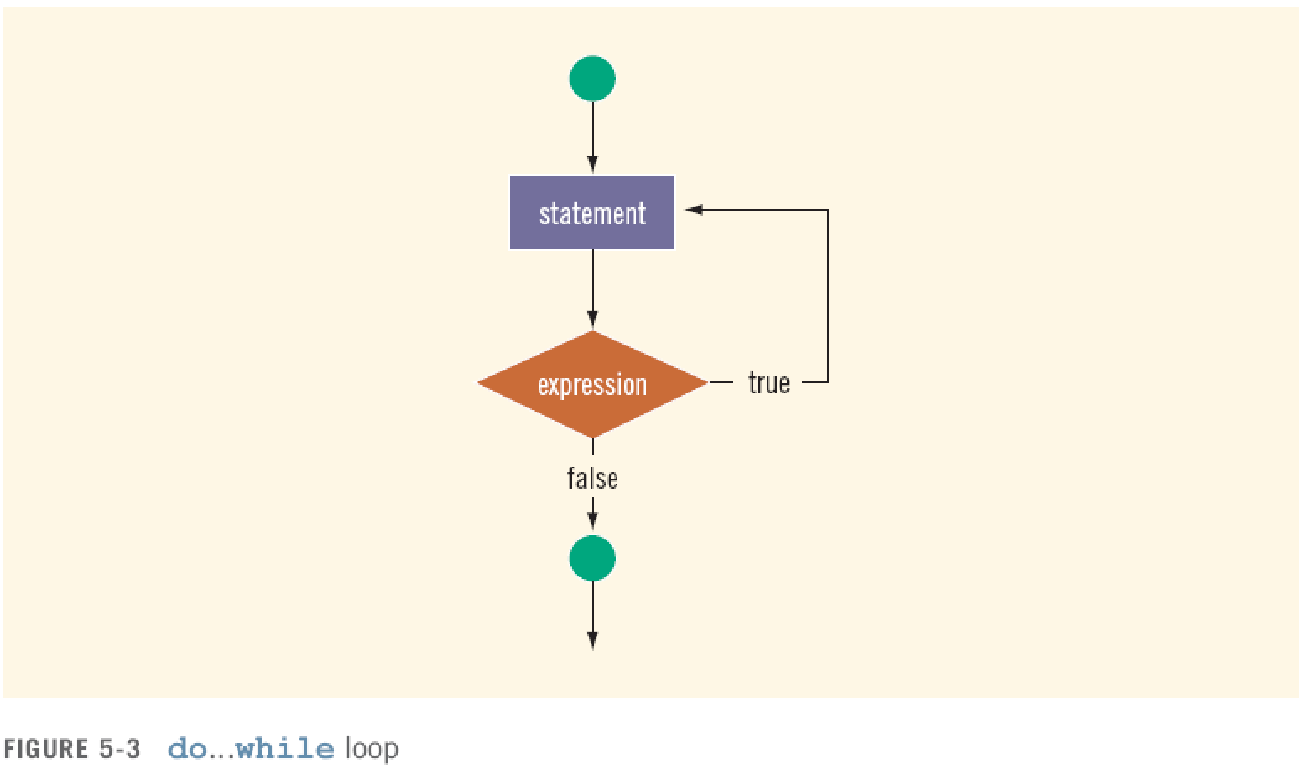 statement
expression
true
false
FIGURE 5-3 do...while loop